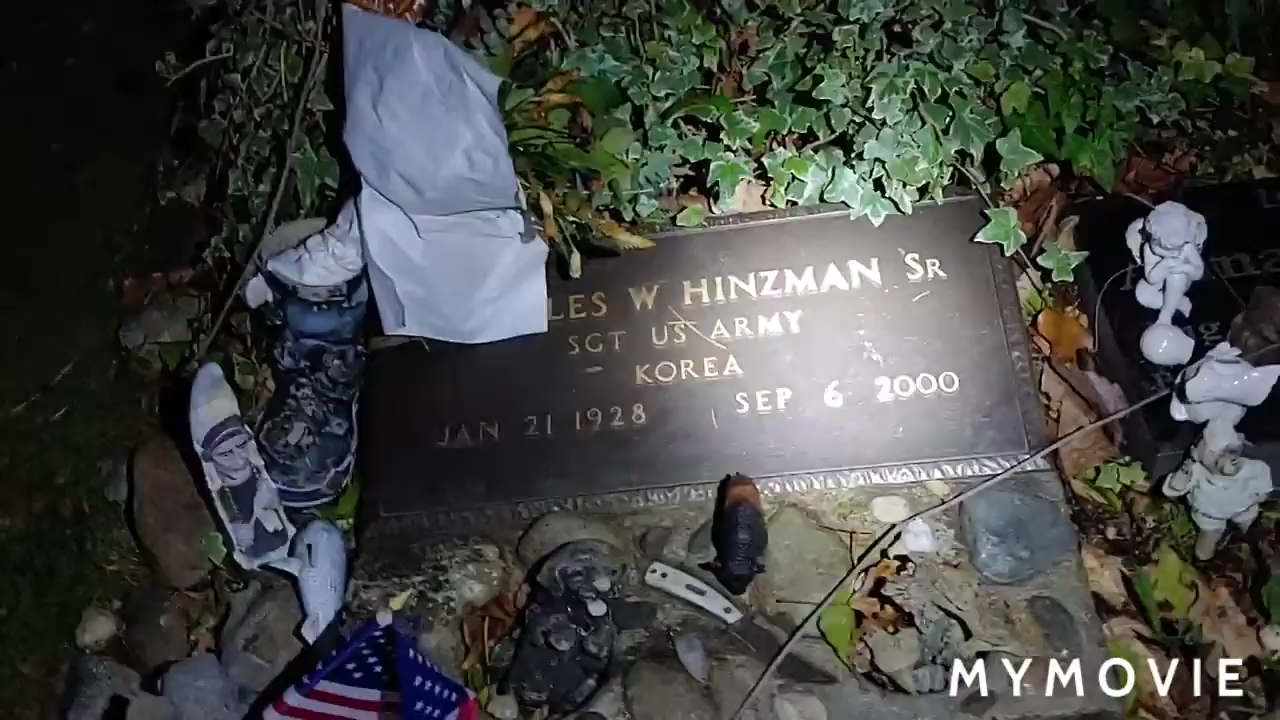 LES W HINZMAN SR
SGT US ARMY
KOREA
JAN 21 1928 SEP 6 2000
MYMOVIE